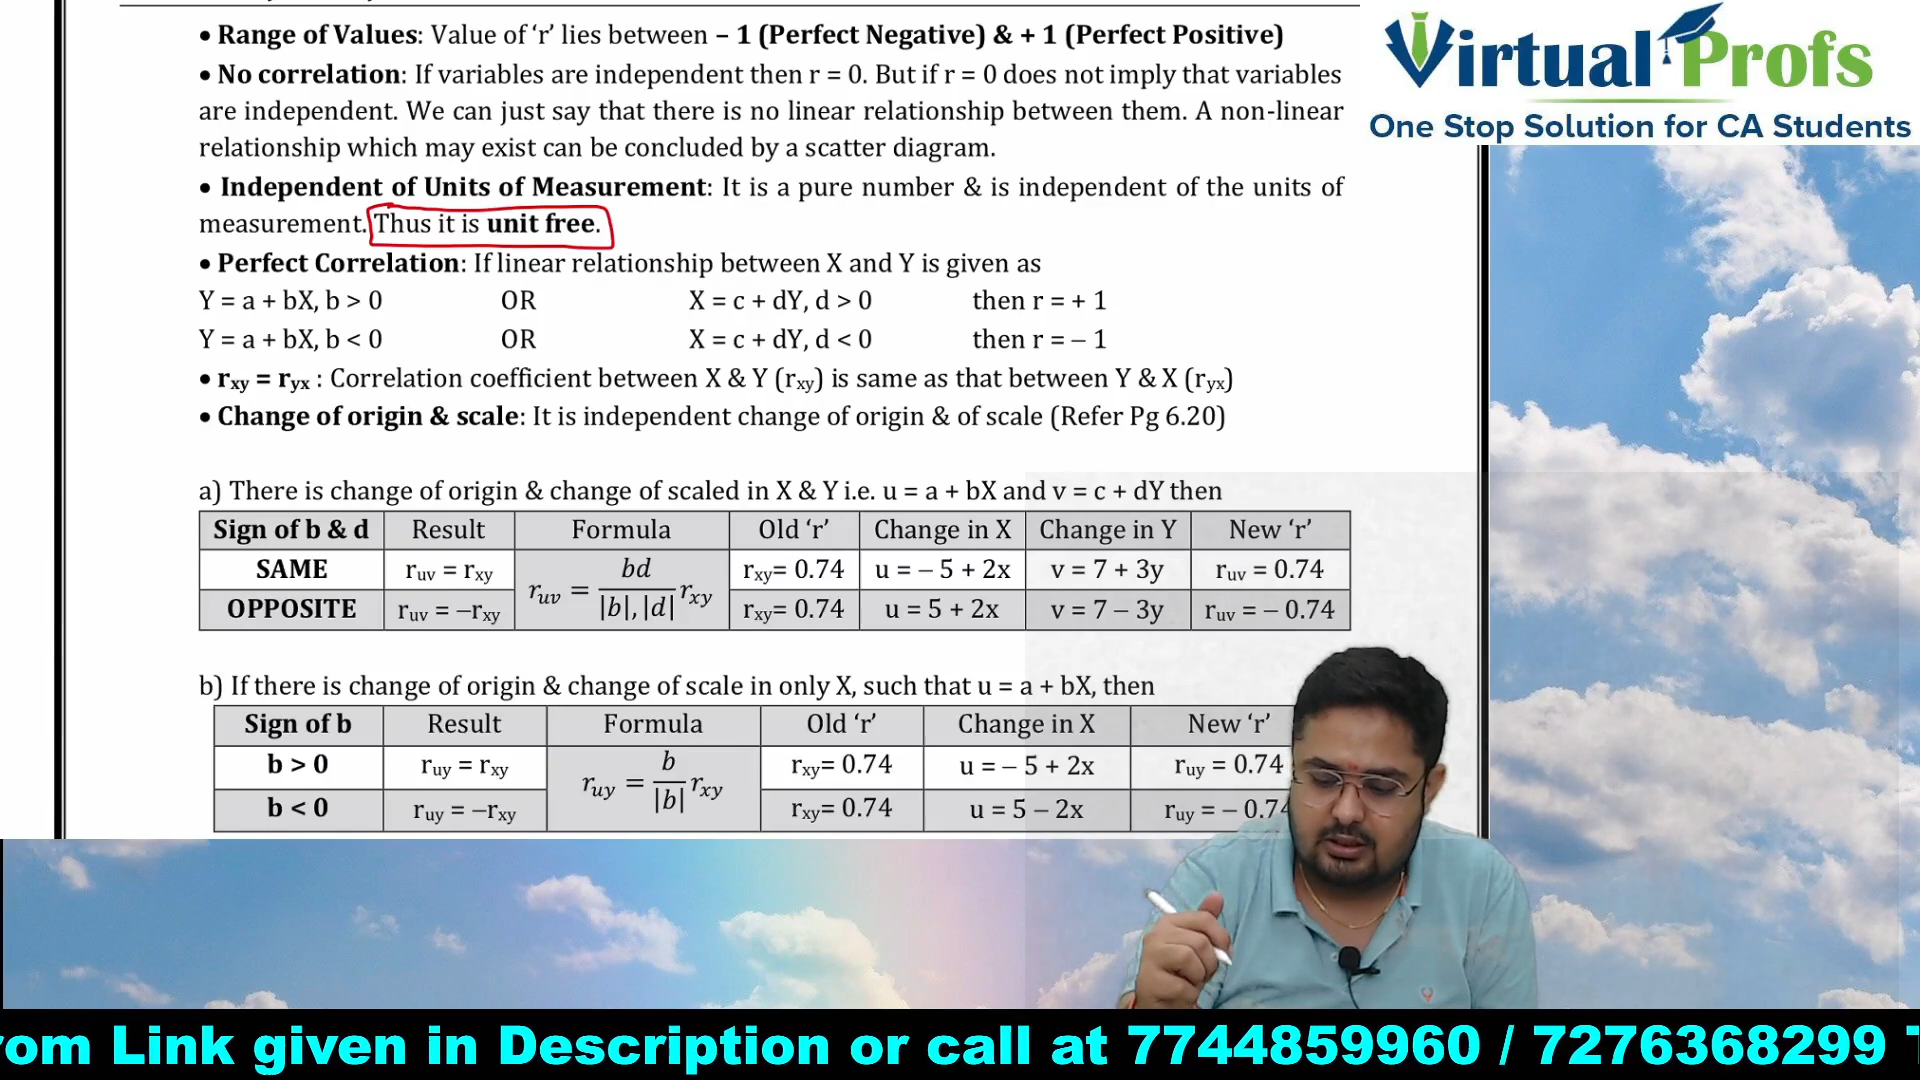 • Range of Values: Value of ‘r’ lies between – 1 (Perfect Negative) & + 1 (Perfect Positive)
• No correlation: If variables are independent then r = 0. But if r = 0 does not imply that variables
are independent. We can just say that there is no linear relationship between them. A non-linear
relationship which may exist can be concluded by a scatter diagram.
• Independent of Units of Measurement: It is a pure number & is independent of the units of
measurement. Thus it is unit free.
• Perfect Correlation: If linear relationship between X and Y is given as
Y = a + bX, b > 0 OR X = c + dY, d > 0 then r = + 1
Y = a + bX, b < 0 OR X = c + dY, d < 0 then r = – 1
• rxy = ryx : Correlation coefficient between X & Y (rxy) is same as that between Y & X (ryx)
• Change of origin & scale: It is independent change of origin & of scale (Refer Pg 6.20)
a) There is change of origin & change of scaled in X & Y i.e. u = a + bX and v = c + dY then
Sign of b & d Result Formula Old ‘r’ Change in X Change in Y New ‘r’
SAME ruv = rxy ruv = bd / |b|,|d| rxy rxy= 0.74 u = – 5 + 2x v = 7 + 3y ruv = 0.74
OPPOSITE ruv = –rxy rxy= 0.74 u = 5 + 2x v = 7 – 3y ruv = – 0.74
b) If there is change of origin & change of scale in only X, such that u = a + bX, then
Sign of b Result Formula Old ‘r’ Change in X New ‘r’
b > 0 ruy = rxy ruy = b / |b| rxy rxy= 0.74 u = – 5 + 2x ruy = 0.74
b < 0 ruy = –rxy rxy= 0.74 u = 5 – 2x ruy = – 0.74
Virtual Profs
One Stop Solution for CA Students
rom Link given in Description or call at 7744859960 / 7276368299